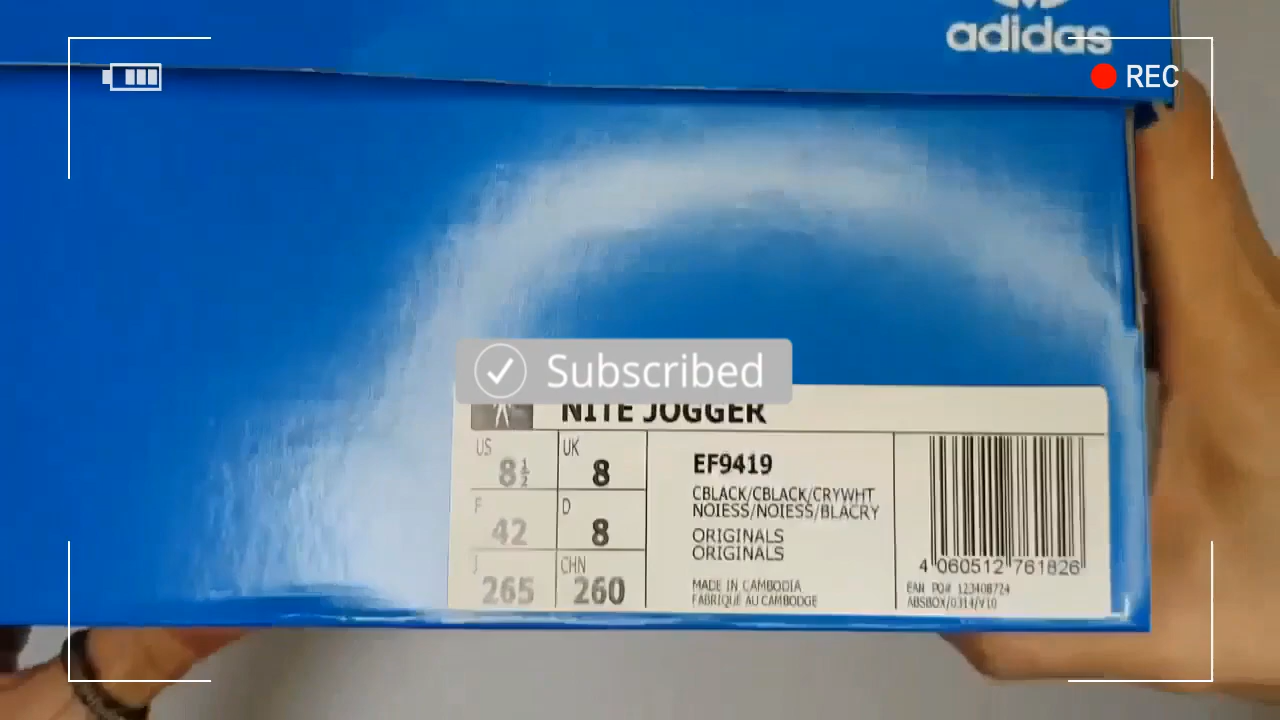 adidas
REC
Subscribed
NITE JOGGER
US 8½
UK 8
F 42
D 8
J 265
CHN 260
EF9419
CBLACK/CBLACK/CRYWHT
NOIESS/NOIESS/BLACRY
ORIGINALS
ORIGINALS
MADE IN CAMBODIA
FABRIQUE AU CAMBODGE
4 060512 761826
EAN PO# 123408724
ABSBOX/0314/V10